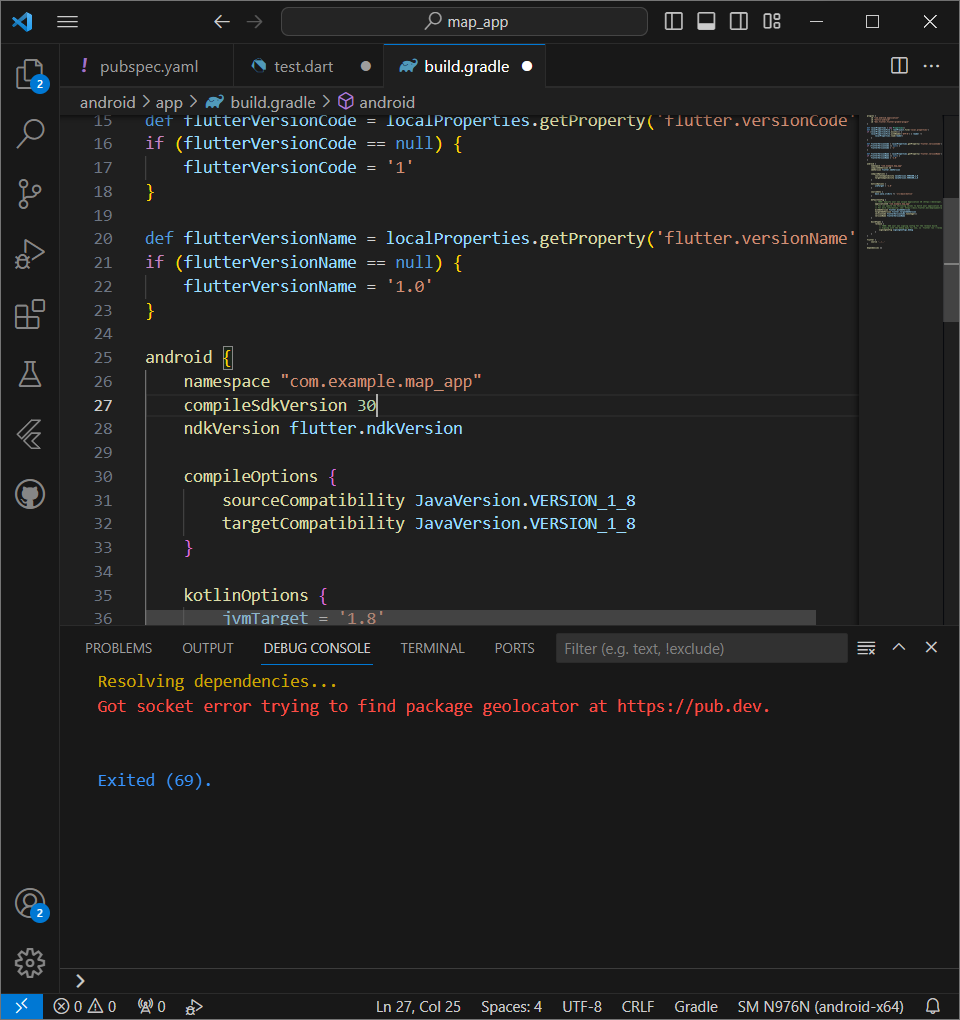 map_app
pubspec.yaml
test.dart
build.gradle
android > app > build.gradle > android
15 def flutterVersionCode = localProperties.getProperty('flutter.versionCode'
16 if (flutterVersionCode == null) {
17 flutterVersionCode = '1'
18 }
19
20 def flutterVersionName = localProperties.getProperty('flutter.versionName'
21 if (flutterVersionName == null) {
22 flutterVersionName = '1.0'
23 }
24
25 android {
26 namespace "com.example.map_app"
27 compileSdkVersion 30
28 ndkVersion flutter.ndkVersion
29
30 compileOptions {
31 sourceCompatibility JavaVersion.VERSION_1_8
32 targetCompatibility JavaVersion.VERSION_1_8
33 }
34
35 kotlinOptions {
36 jvmTarget = '1.8'
2
PROBLEMS OUTPUT DEBUG CONSOLE TERMINAL PORTS Filter (e.g. text, !exclude)
Resolving dependencies...
Got socket error trying to find package geolocator at https://pub.dev.
Exited (69).
2
0 0 0 Ln 27, Col 25 Spaces: 4 UTF-8 CRLF Gradle SM N976N (android-x64)